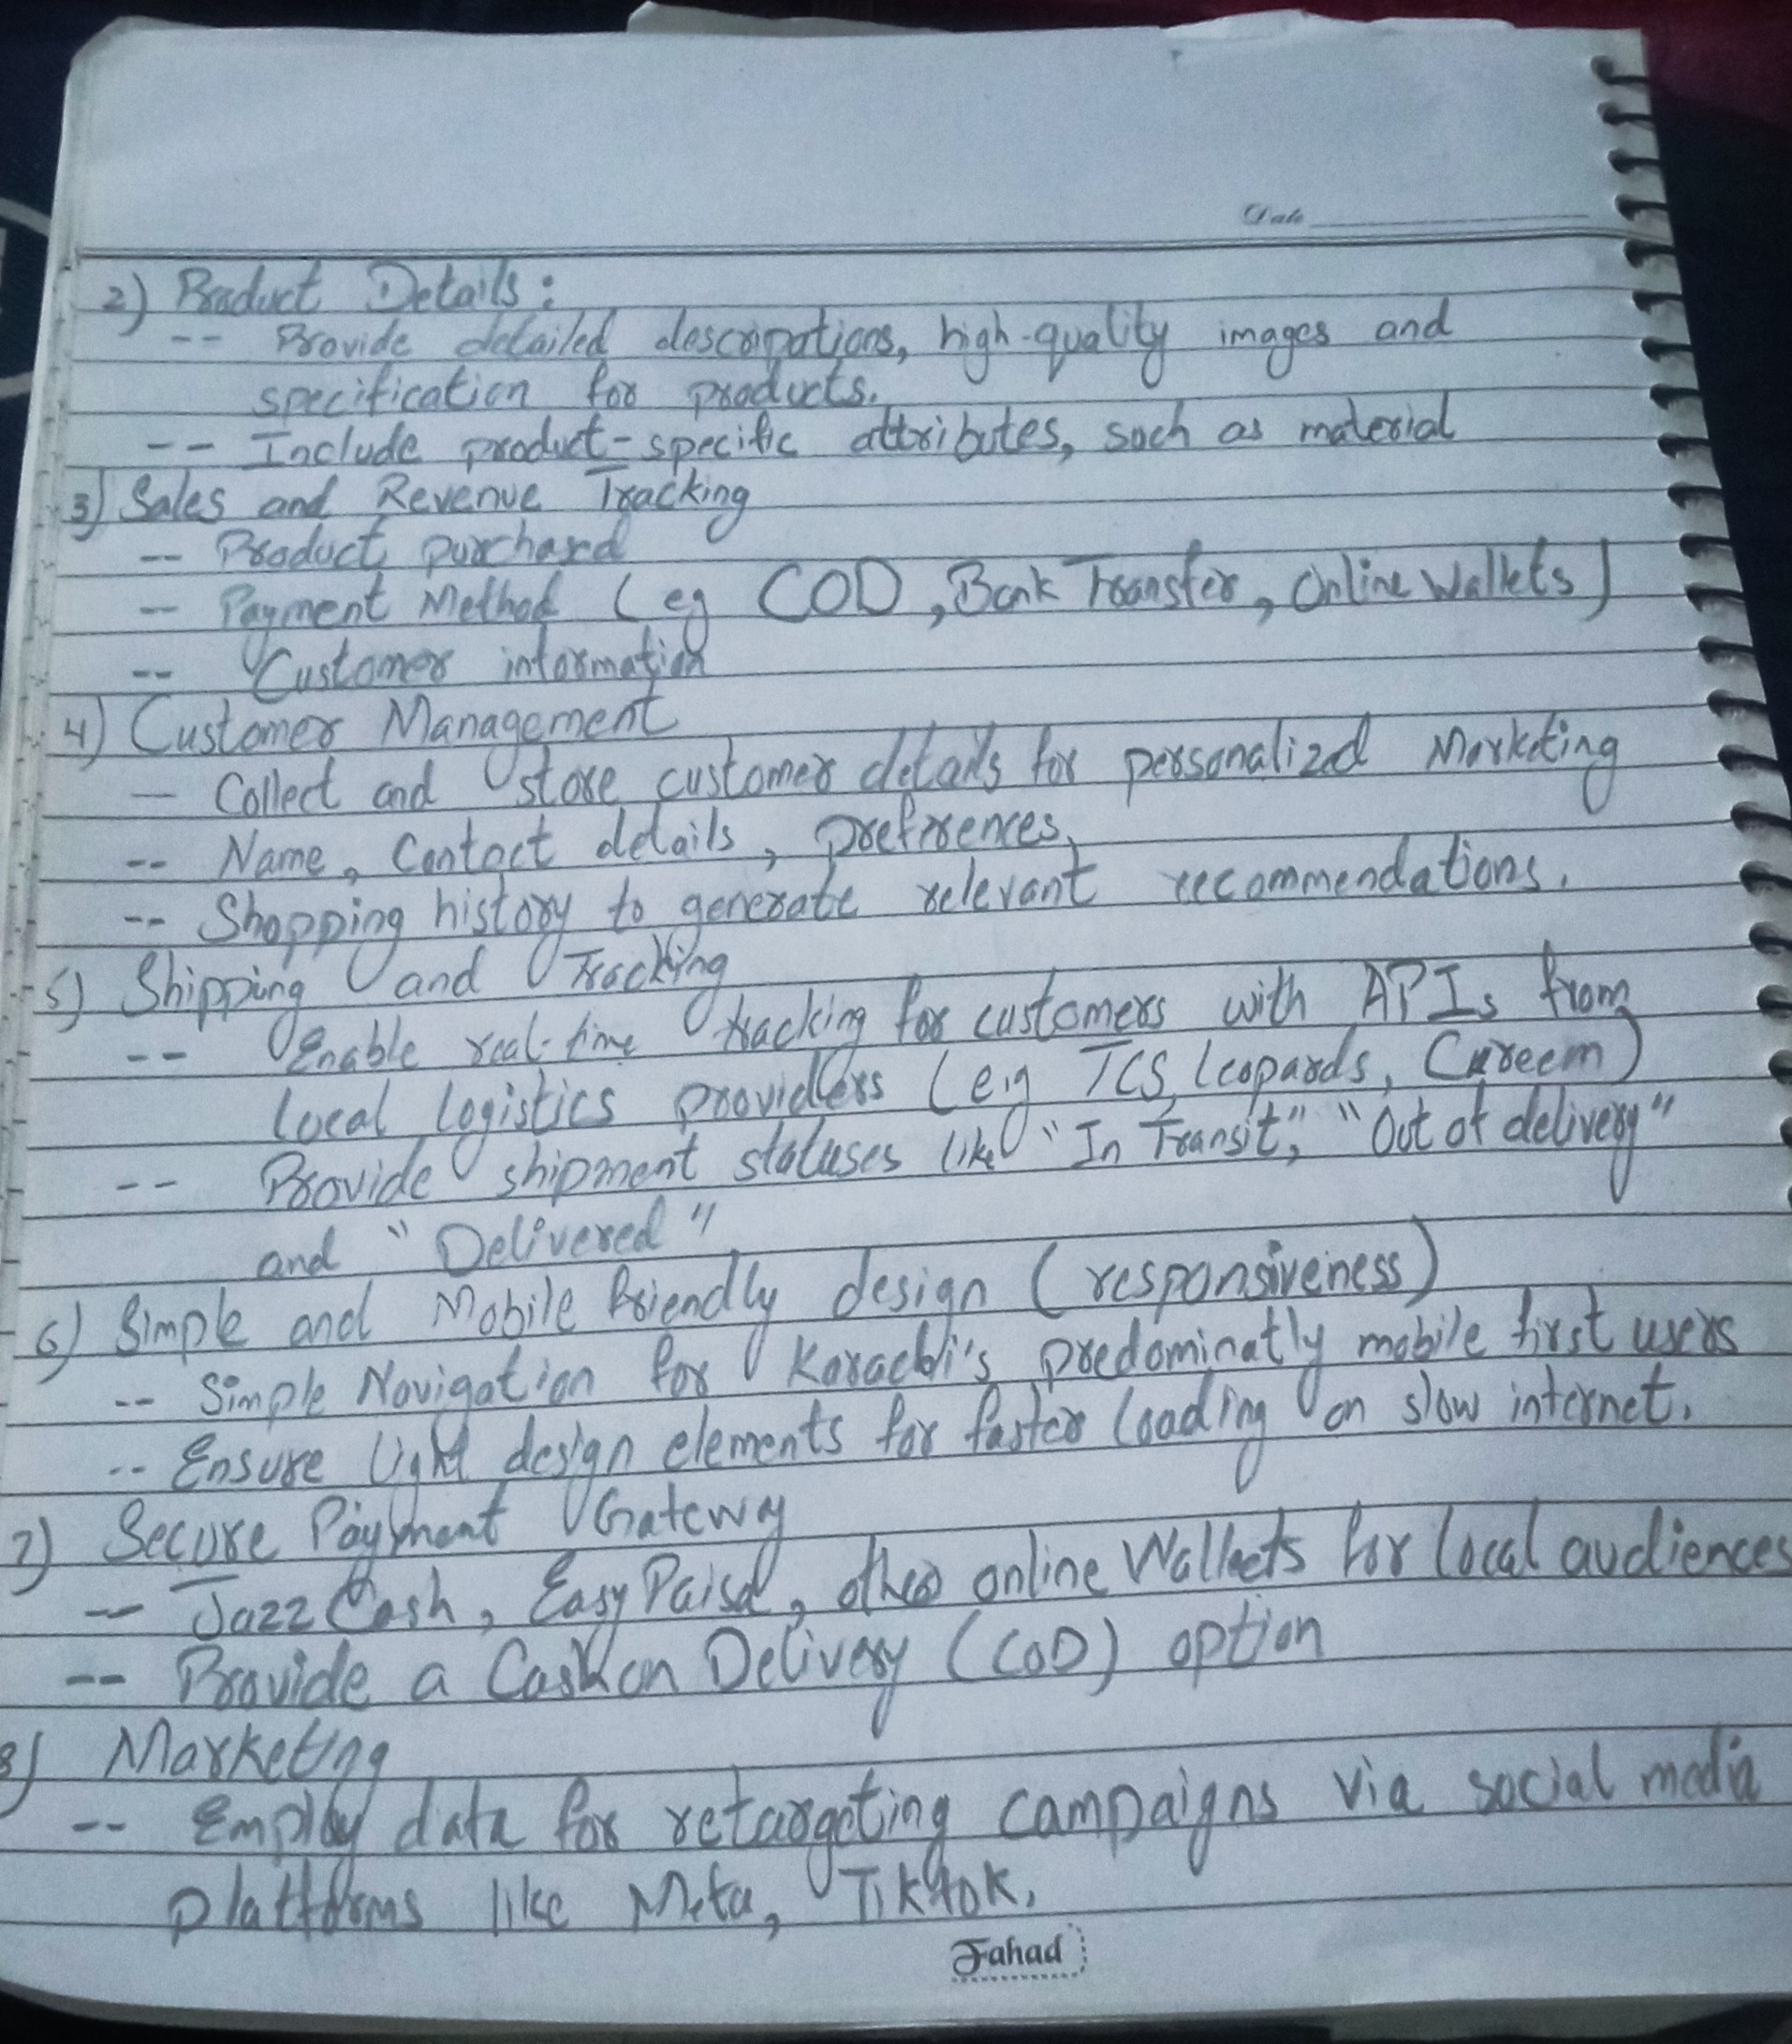 Date
2) Product Details:
-- Provide detailed descripotions, high-quality images and
specification for products.
-- Include product-specific attributes, such as material
3) Sales and Revenue Tracking
-- Product purchased
-- Payment Method (eg COD, Bank Transfer, Online Wallets)
-- Customer information
4) Customer Management
-- Collect and store customer details for personalized Marketing
-- Name, Contact details, prefrences,
-- Shopping history to generate relevant recommendations.
5) Shipping and Tracking
-- Enable real-time tracking for customers with APIs from
local logistics providers (e.g TCS, Leopards, Careem)
-- Provide shipment statuses like "In Transit," "Out of delivery"
and "Delivered"
6) Simple and Mobile friendly design (responsiveness)
-- Simple Navigation for Karachi's predominatly mobile first users
-- Ensure light design elements for faster loading on slow internet.
7) Secure Payment Gateway
-- JazzCash, EasyPaisa, other online Wallets for local audiences
-- Provide a Cash on Delivery (COD) option
8) Marketing
-- Employ data for retargeting campaigns via social media
platforms like Meta, TikTok.
Fahad